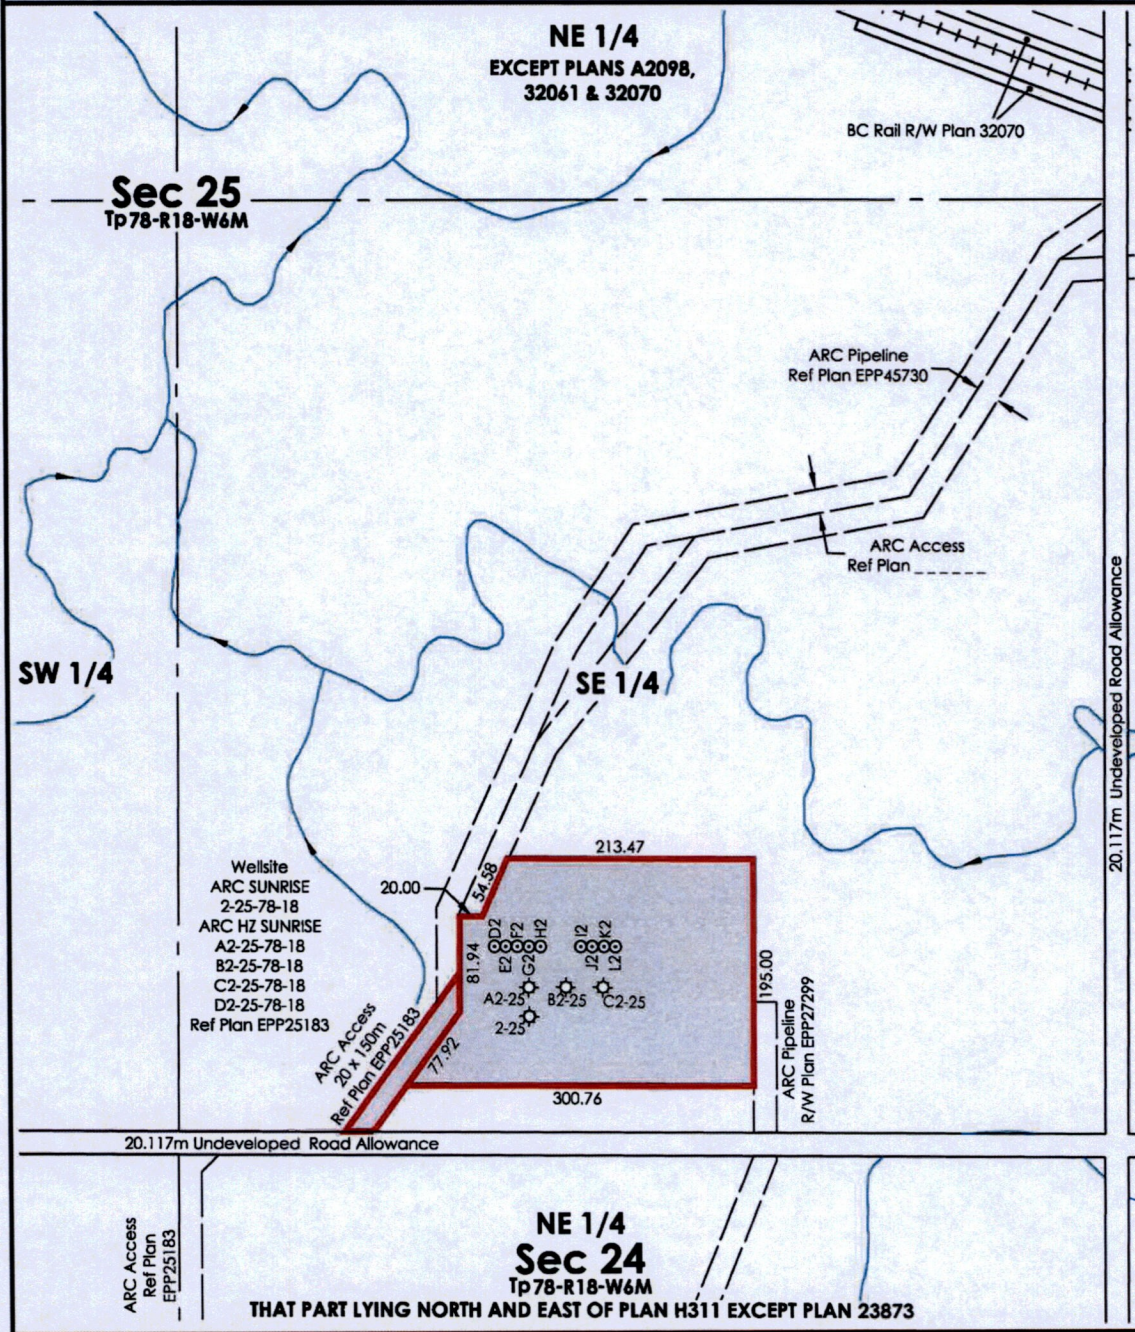 NE 1/4
EXCEPT PLANS A2098,
32061 & 32070
BC Rail R/W Plan 32070
Sec 25
Tp78-R18-W6M
ARC Pipeline
Ref Plan EPP45730
ARC Access
Ref Plan _ _ _ _ _ _
20.117m Undeveloped Road Allowance
SW 1/4
SE 1/4
213.47
54.58
20.00
Wellsite
ARC SUNRISE
2-25-78-18
ARC HZ SUNRISE
A2-25-78-18
B2-25-78-18
C2-25-78-18
D2-25-78-18
Ref Plan EPP25183
81.94
D2
E2
F2
G2
H2
I2
J2
K2
L2
A2-25
B2-25
C2-25
2-25
195.00
ARC Pipeline
R/W Plan EPP27299
ARC Access
20 x 150m
Ref Plan EPP25183
77.92
300.76
20.117m Undeveloped Road Allowance
ARC Access
Ref Plan
EPP25183
NE 1/4
Sec 24
Tp78-R18-W6M
THAT PART LYING NORTH AND EAST OF PLAN H311 EXCEPT PLAN 23873